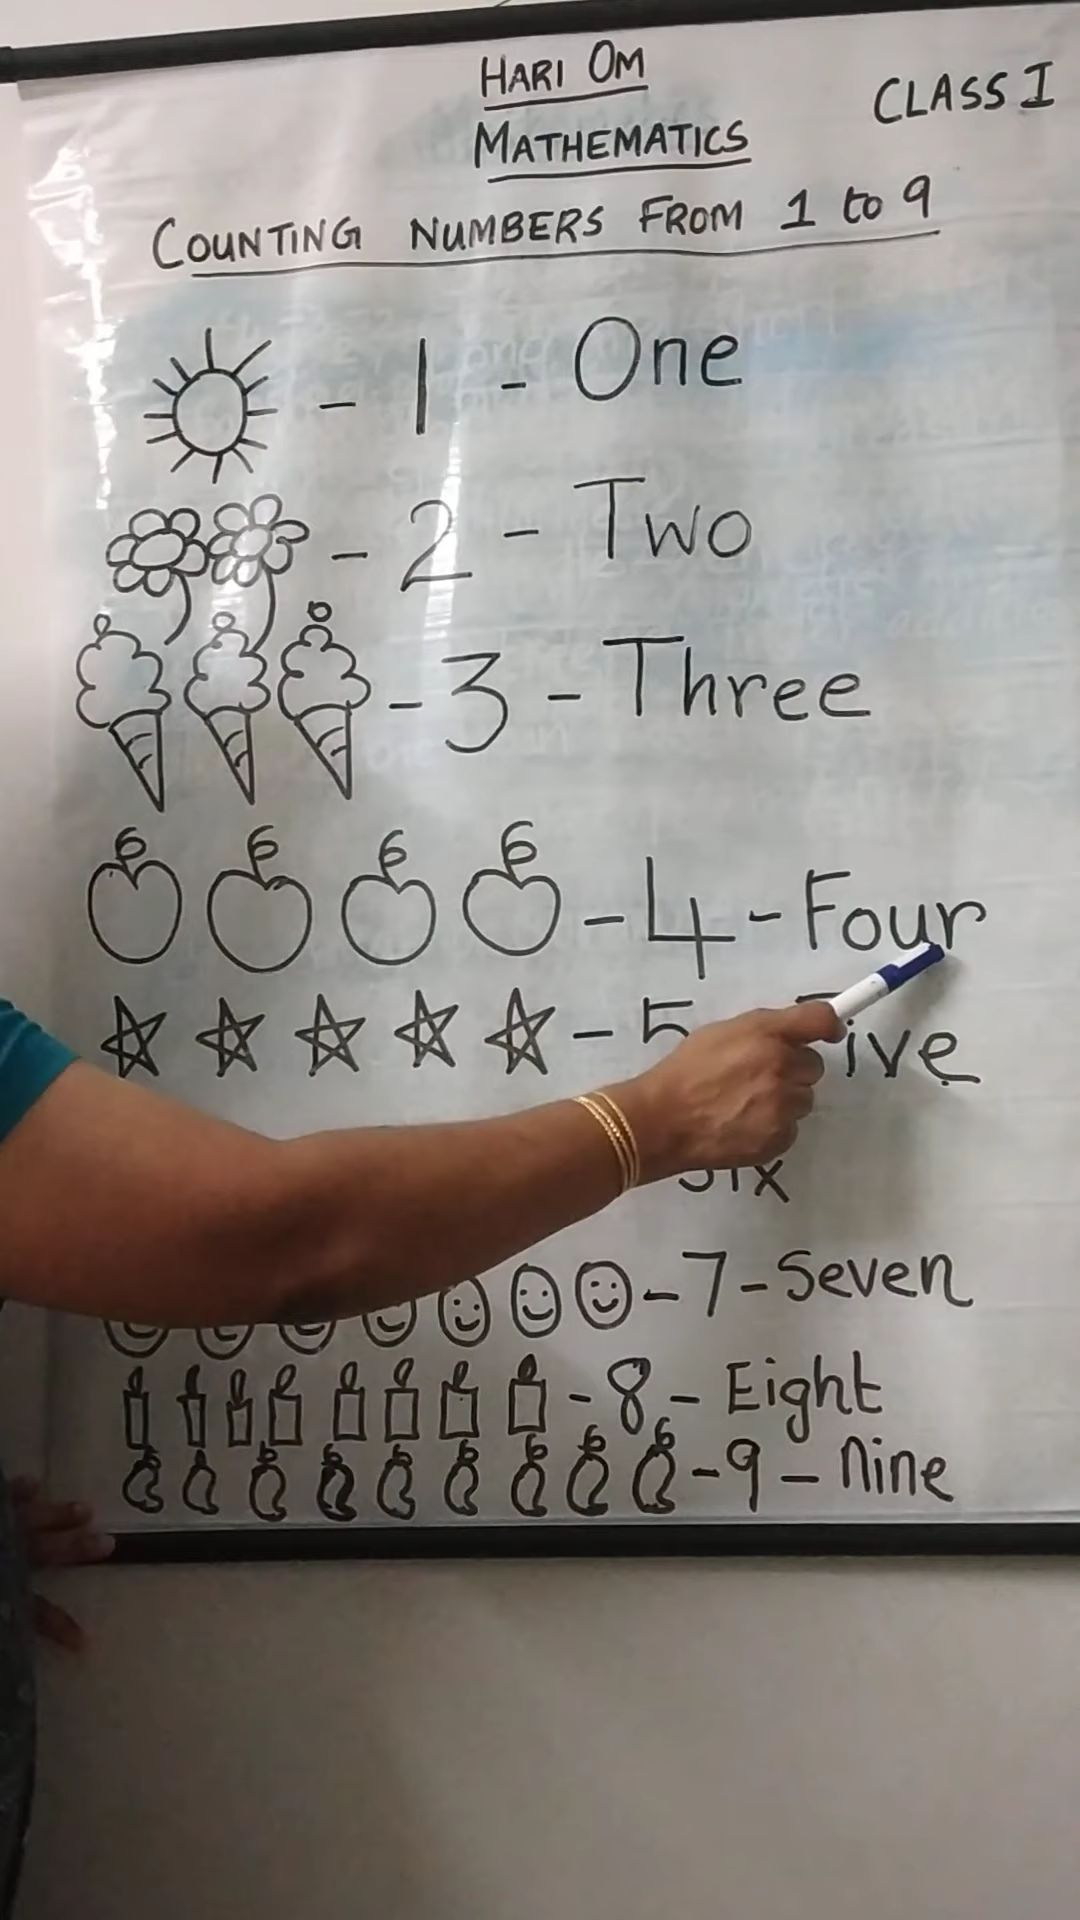 HARI OM
CLASS I
MATHEMATICS
COUNTING NUMBERS FROM 1 to 9
- 1 - One
- 2 - Two
- 3 - Three
- 4 - Four
- 5 ive
Six
- 7 - Seven
- 8 - Eight
- 9 - Nine